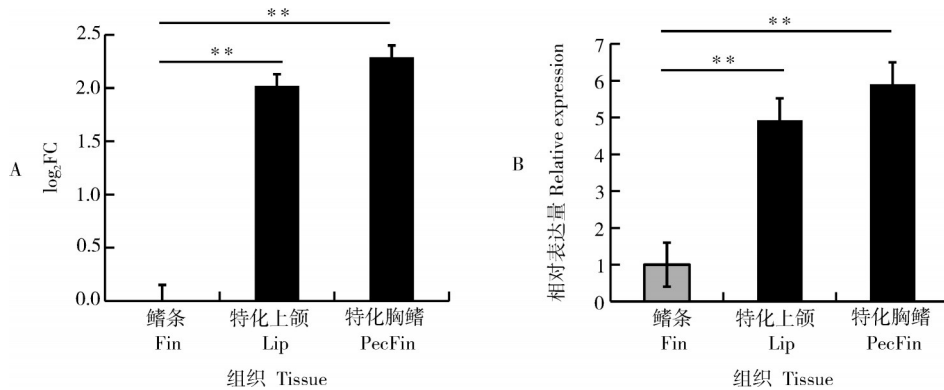 A
log₂FC
2.5
2.0
1.5
1.0
0.5
0.0
**
**
鳍条 特化上颌 特化胸鳍
Fin Lip PecFin
组织 Tissue
B
相对表达量 Relative expression
7
6
5
4
3
2
1
0
**
**
鳍条 特化上颌 特化胸鳍
Fin Lip PecFin
组织 Tissue